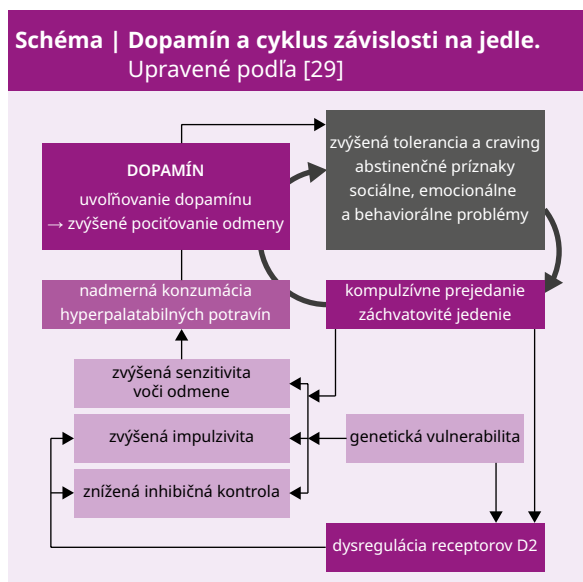 Schéma | Dopamín a cyklus závislosti na jedle.
Upravené podľa [29]
DOPAMÍN
uvoľňovanie dopamínu
→ zvýšené pociťovanie odmeny
zvýšená tolerancia a craving
abstinenčné príznaky
sociálne, emocionálne
a behaviorálne problémy
nadmerná konzumácia
hyperpalatabilných potravín
kompulzívne prejedanie
záchvatovité jedenie
zvýšená senzitivita
voči odmene
zvýšená impulzivita
genetická vulnerabilita
znížená inhibičná kontrola
dysregulácia receptorov D2